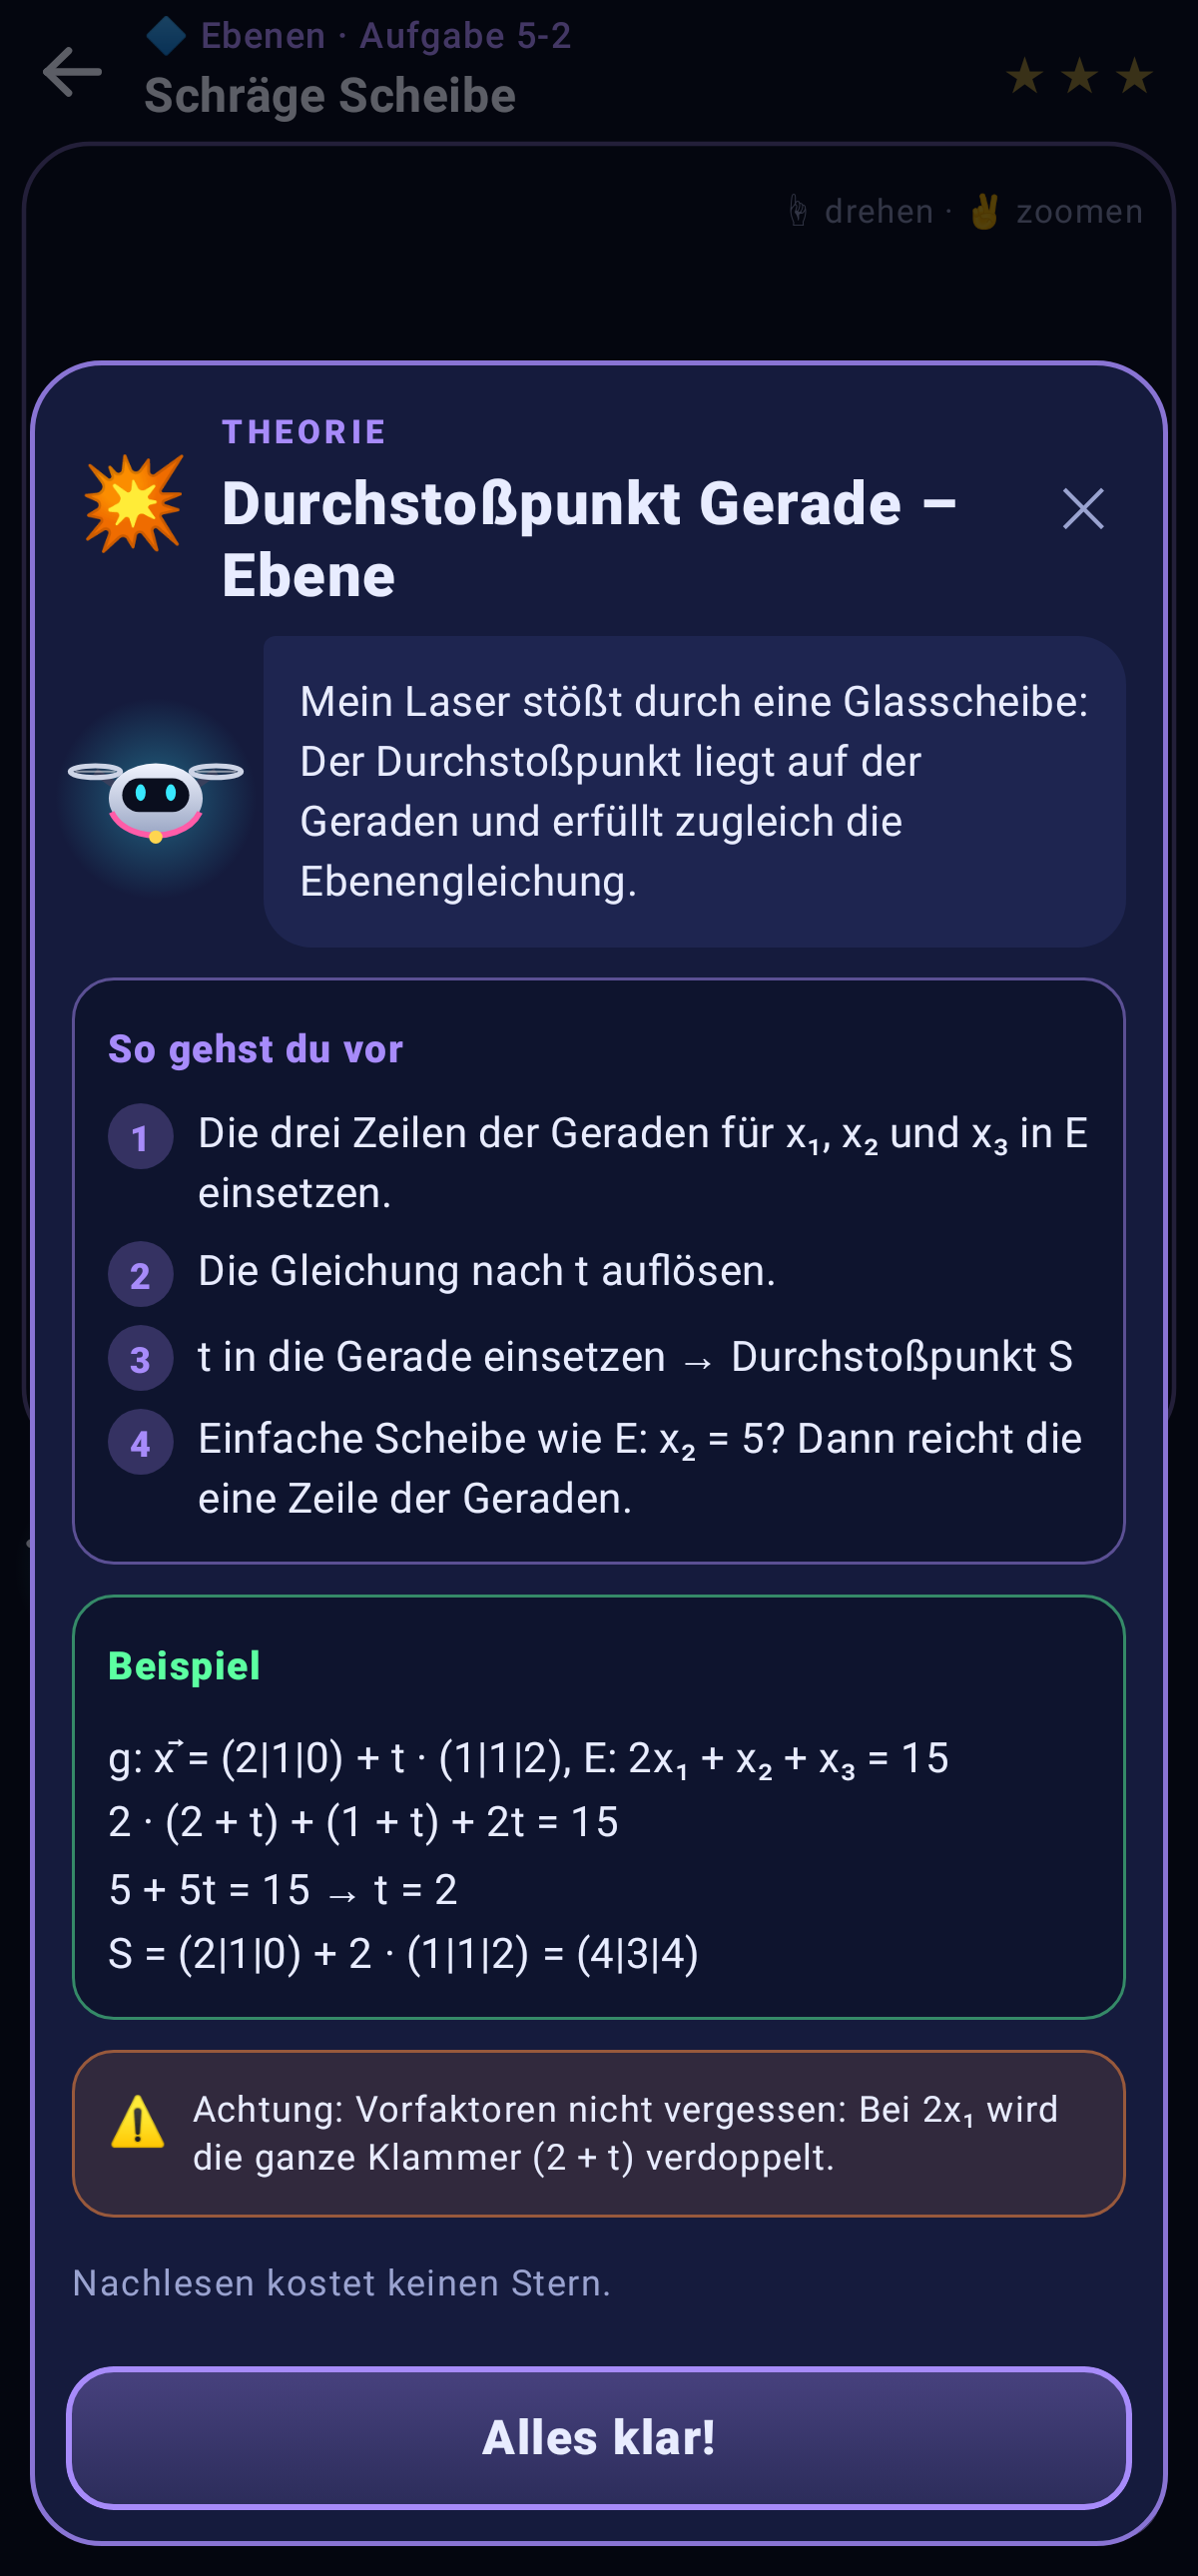 Ebenen · Aufgabe 5-2
Schräge Scheibe
drehen · zoomen
THEORIE
Durchstoßpunkt Gerade –
Ebene
Mein Laser stößt durch eine Glasscheibe:
Der Durchstoßpunkt liegt auf der
Geraden und erfüllt zugleich die
Ebenengleichung.
So gehst du vor
1 Die drei Zeilen der Geraden für x₁, x₂ und x₃ in E
einsetzen.
2 Die Gleichung nach t auflösen.
3 t in die Gerade einsetzen → Durchstoßpunkt S
4 Einfache Scheibe wie E: x₂ = 5? Dann reicht die
eine Zeile der Geraden.
Beispiel
g: x⃗ = (2|1|0) + t · (1|1|2), E: 2x₁ + x₂ + x₃ = 15
2 · (2 + t) + (1 + t) + 2t = 15
5 + 5t = 15 → t = 2
S = (2|1|0) + 2 · (1|1|2) = (4|3|4)
Achtung: Vorfaktoren nicht vergessen: Bei 2x₁ wird
die ganze Klammer (2 + t) verdoppelt.
Nachlesen kostet keinen Stern.
Alles klar!